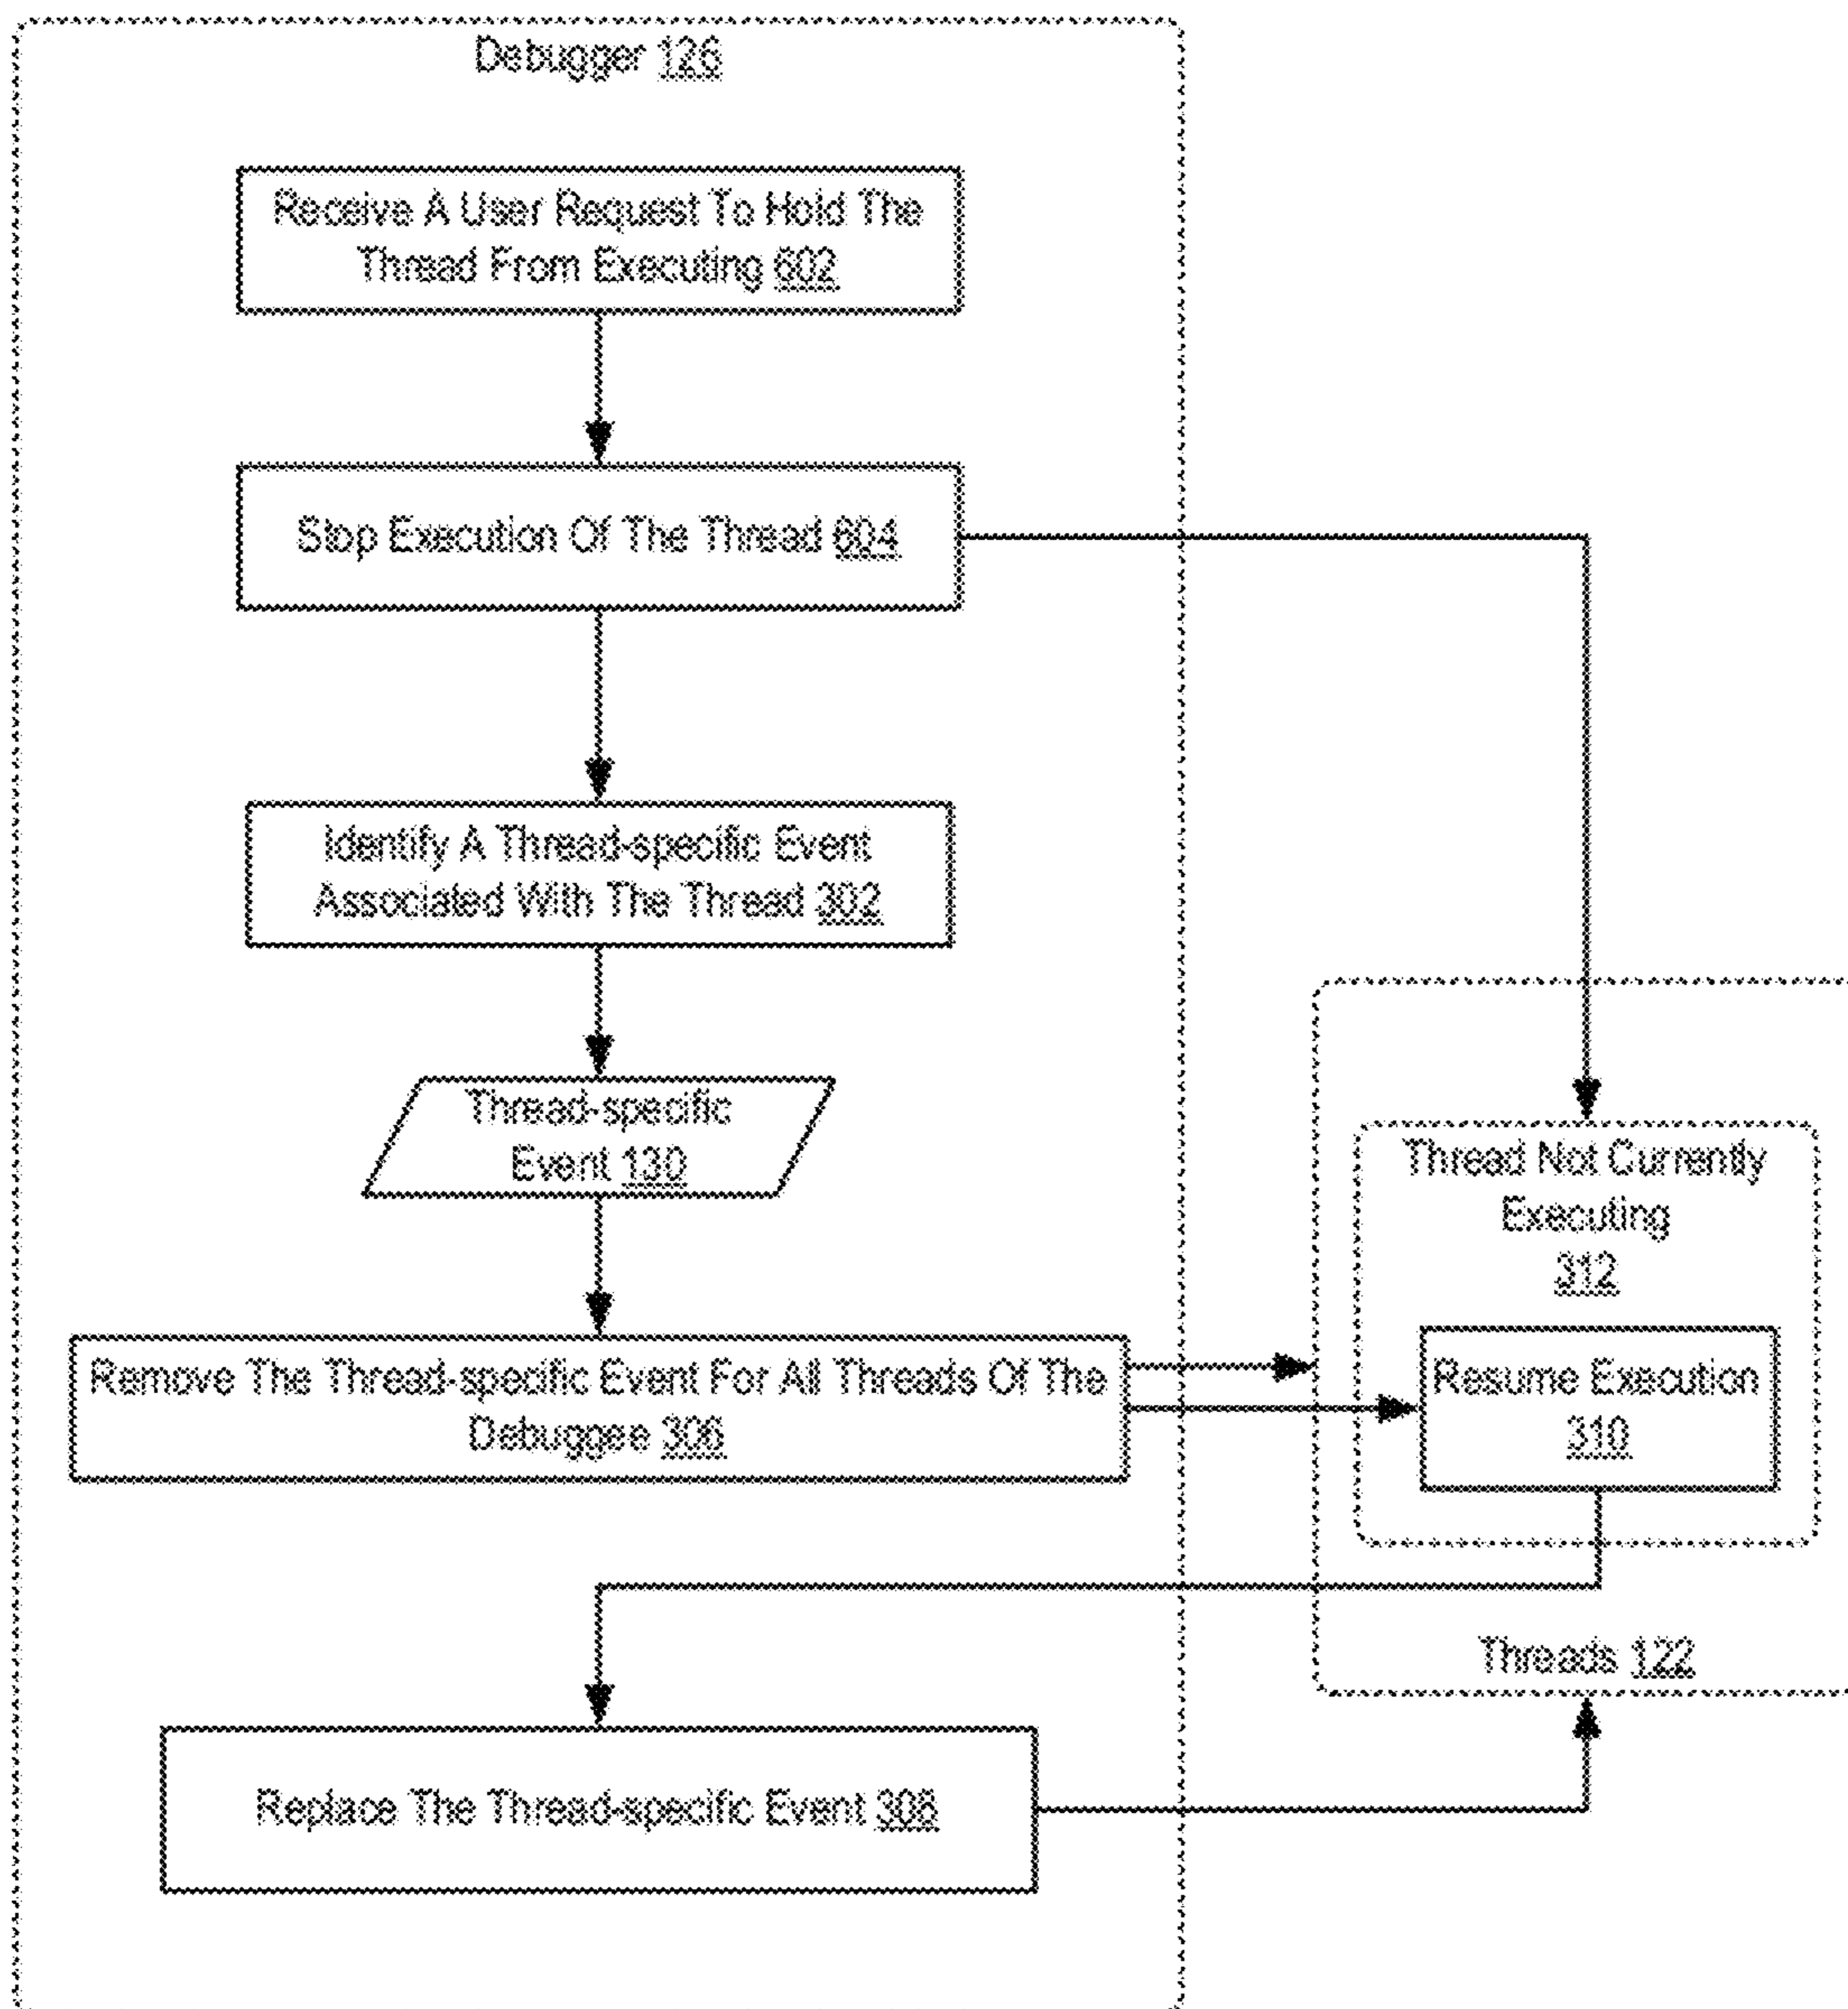 Debugger 126
Receive A User Request To Hold The
Thread From Executing 602
Stop Execution Of The Thread 604
Identify A Thread-specific Event
Associated With The Thread 302
Thread-specific
Event 130
Thread Not Currently
Executing
312
Remove The Thread-specific Event For All Threads Of The
Debuggee 306
Resume Execution
310
Threads 122
Replace The Thread-specific Event 308